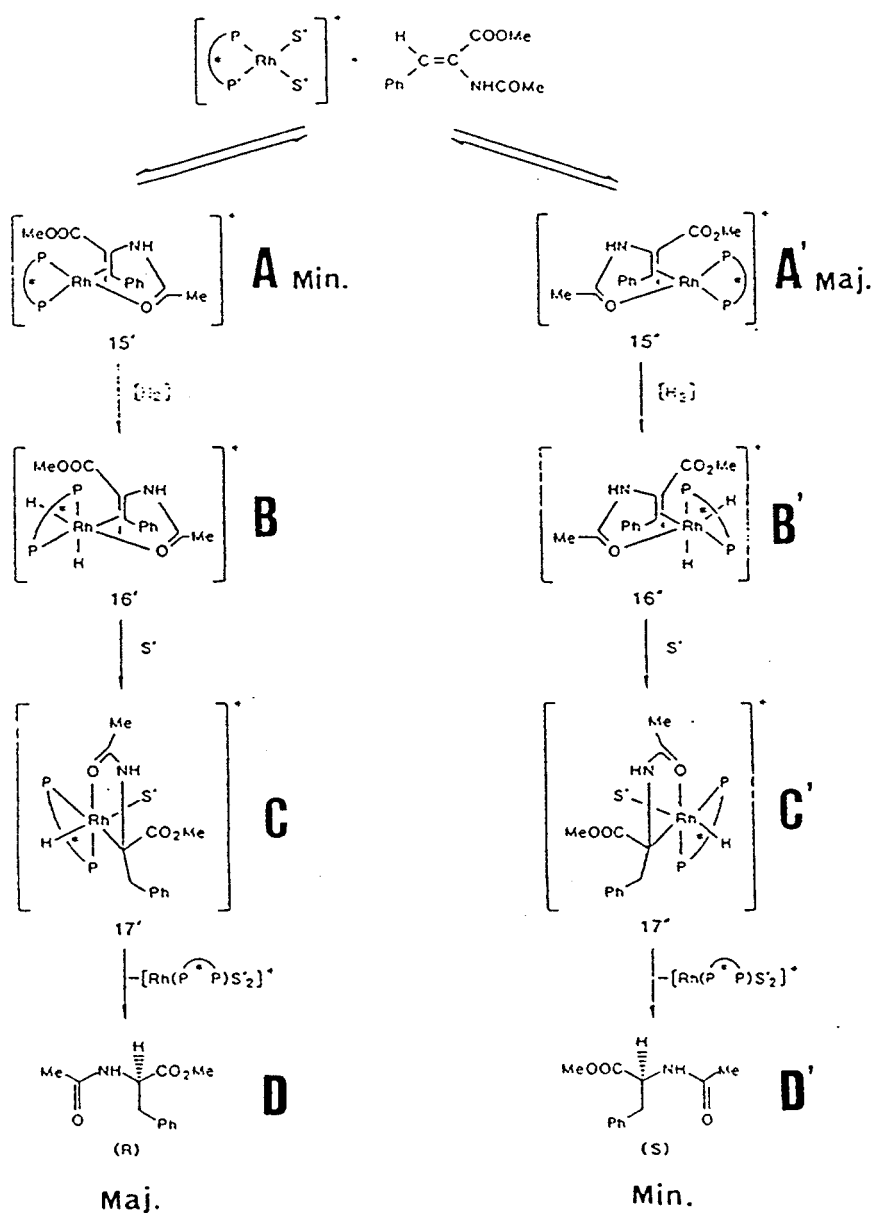 P
P*
Rh
S*
S*
+
H
Ph
C=C
COOMe
NHCOMe
MeOOC
NH
P
P
Rh
Ph
O
Me
A Min.
15'
NH
CO₂Me
Ph
P
P
Rh
Me
O
A' Maj.
15"
[H₂]
[H₂]
MeOOC
NH
H
P
Rh
Ph
P
H
O
Me
B
16'
HN
CO₂Me
P
H
Ph
Rh
Me
O
H
P
B'
16"
S*
S*
Me
O
NH
P
S*
Rh
H
P
CO₂Me
Ph
C
17'
Me
HN
O
P
S*
Rh
MeOOC
H
P
Ph
C'
17"
-[Rh(P * P)S*₂]⁺
-[Rh(P * P)S*₂]⁺
Me
NH
H
CO₂Me
O
Ph
D
(R)
Maj.
MeOOC
H
NH
Me
Ph
O
D'
(S)
Min.